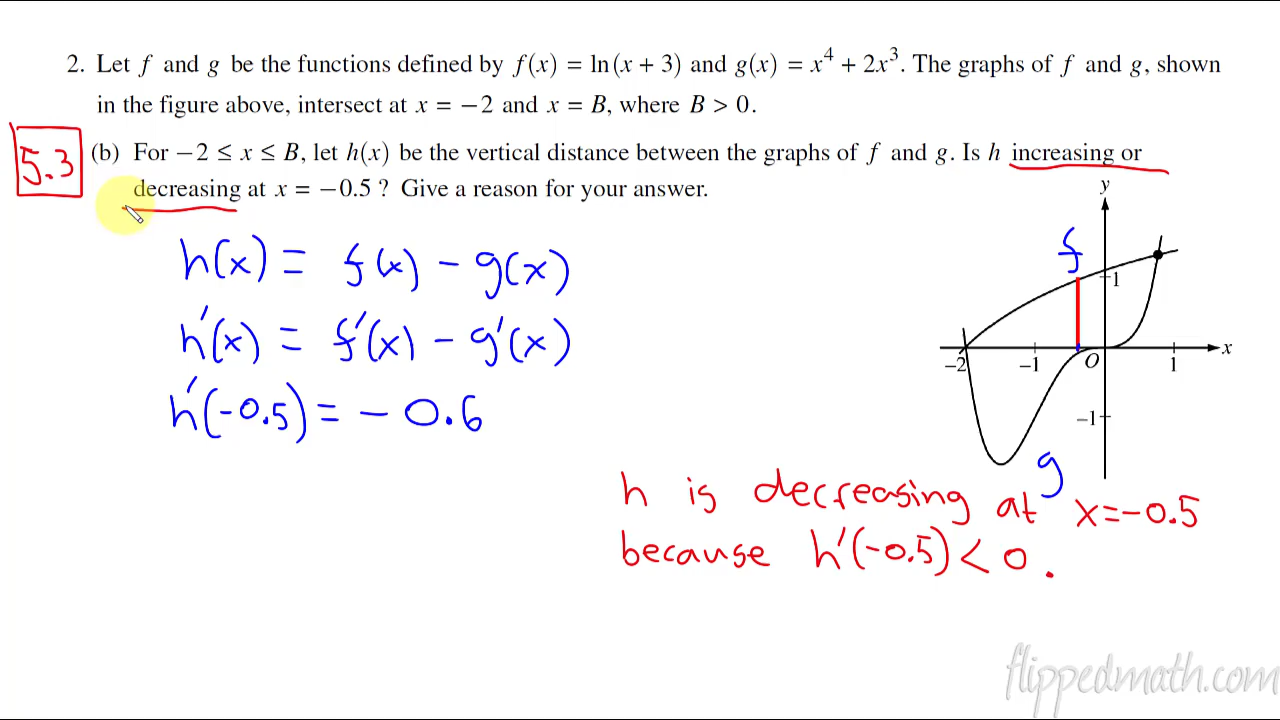 2. Let f and g be the functions defined by f(x) = ln(x + 3) and g(x) = x⁴ + 2x³. The graphs of f and g, shown
in the figure above, intersect at x = −2 and x = B, where B > 0.
5.3
(b) For −2 ≤ x ≤ B, let h(x) be the vertical distance between the graphs of f and g. Is h increasing or
decreasing at x = −0.5 ? Give a reason for your answer.
h(x) = f(x) − g(x)
h′(x) = f′(x) − g′(x)
h′(−0.5) = − 0.6
y
f
1
−2
−1
O
1
x
−1
g
h is decreasing at x=−0.5
because h′(−0.5) < 0.
flippedmath.com